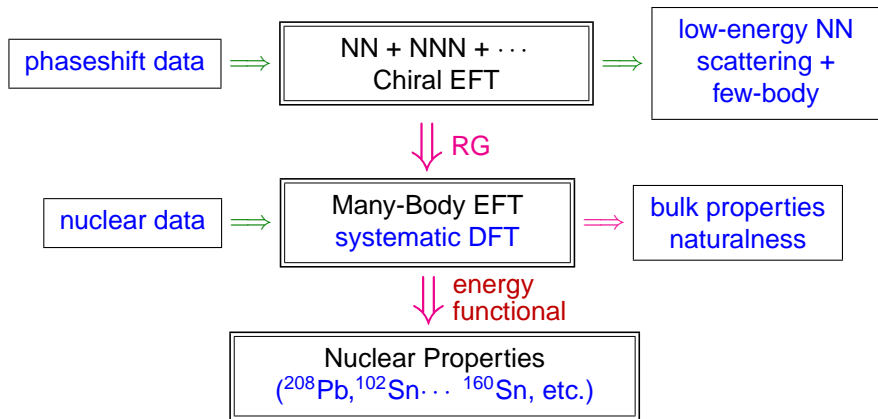 phaseshift data
⇒
NN + NNN + ···
Chiral EFT
⇒
low-energy NN
scattering +
few-body
⇓ RG
nuclear data
⇒
Many-Body EFT
systematic DFT
⇒
bulk properties
naturalness
⇓ energy
functional
Nuclear Properties
(²⁰⁸Pb,¹⁰²Sn··· ¹⁶⁰Sn, etc.)